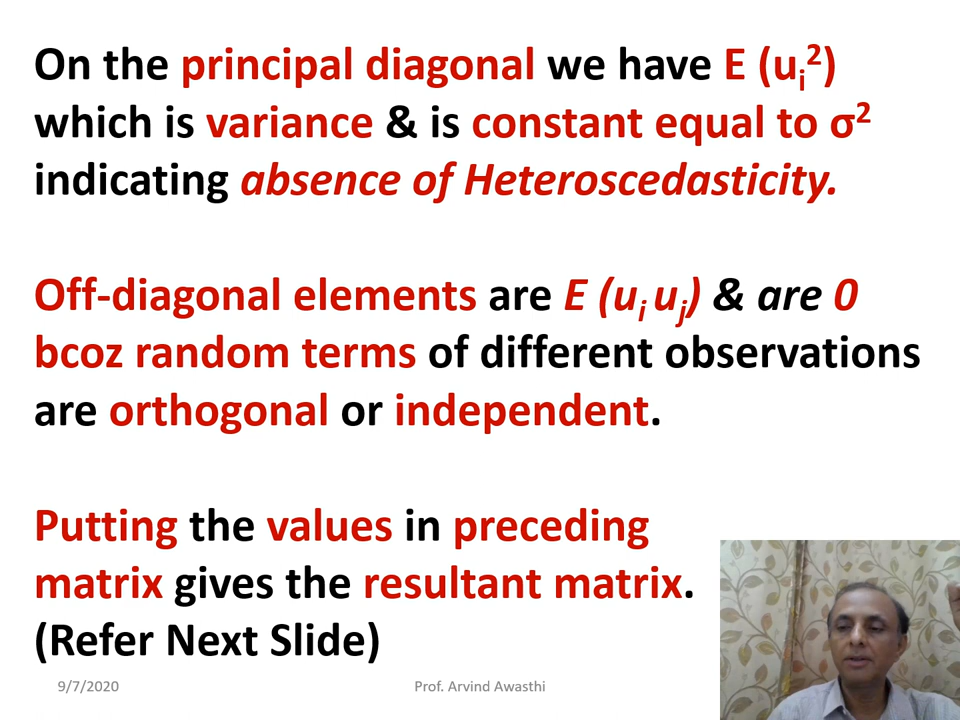 On the principal diagonal we have E (uᵢ²)
which is variance & is constant equal to σ²
indicating absence of Heteroscedasticity.
Off-diagonal elements are E (uᵢ uⱼ) & are 0
bcoz random terms of different observations
are orthogonal or independent.
Putting the values in preceding
matrix gives the resultant matrix.
(Refer Next Slide)
9/7/2020
Prof. Arvind Awasthi